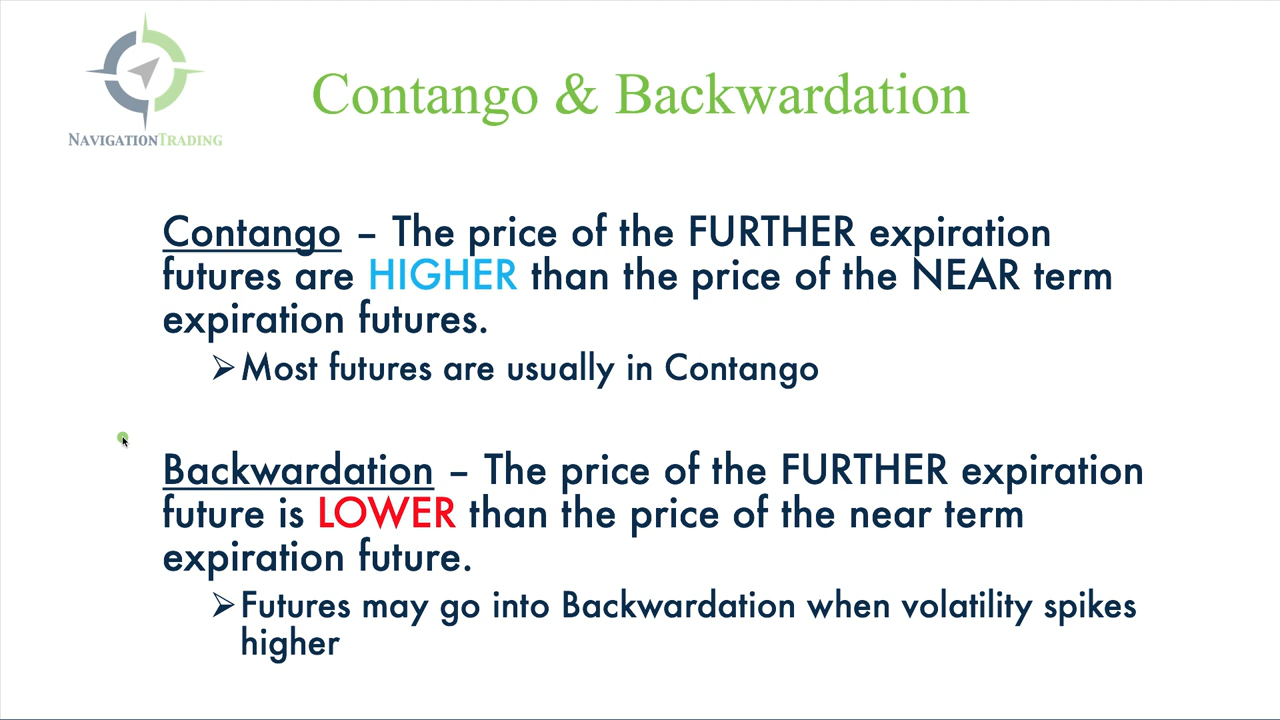 NAVIGATIONTRADING
Contango & Backwardation
Contango – The price of the FURTHER expiration
futures are HIGHER than the price of the NEAR term
expiration futures.
➢Most futures are usually in Contango
Backwardation – The price of the FURTHER expiration
future is LOWER than the price of the near term
expiration future.
➢Futures may go into Backwardation when volatility spikes
higher